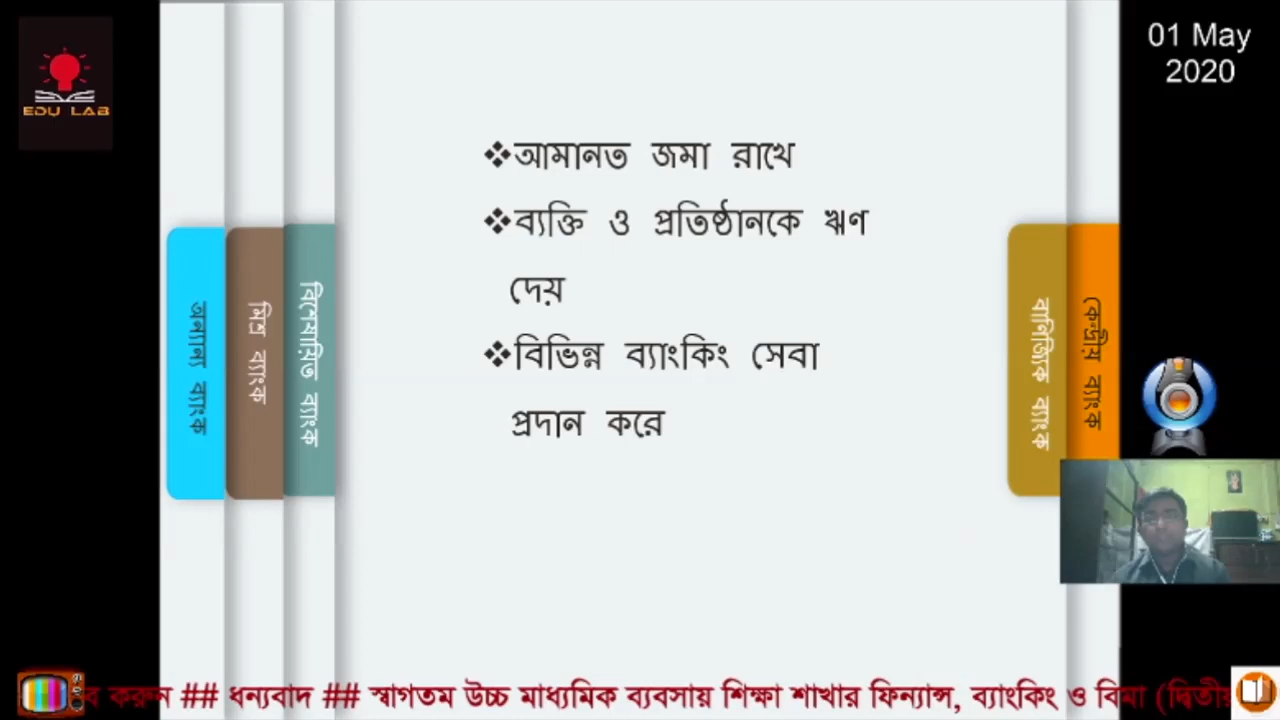 EDU LAB
01 May
2020
❖আমানত জমা রাখে
❖ব্যক্তি ও প্রতিষ্ঠানকে ঋণ
দেয়
❖বিভিন্ন ব্যাংকিং সেবা
প্রদান করে
অন্যান্য ব্যাংক
মিশ্র ব্যাংক
বিশেষায়িত ব্যাংক
বানিজ্যিক ব্যাংক
কেন্দ্রীয় ব্যাংক
করুন ## ধন্যবাদ ## স্বাগতম উচ্চ মাধ্যমিক ব্যবসায় শিক্ষা শাখার ফিন্যান্স, ব্যাংকিং ও বিমা (দ্বিতীয়